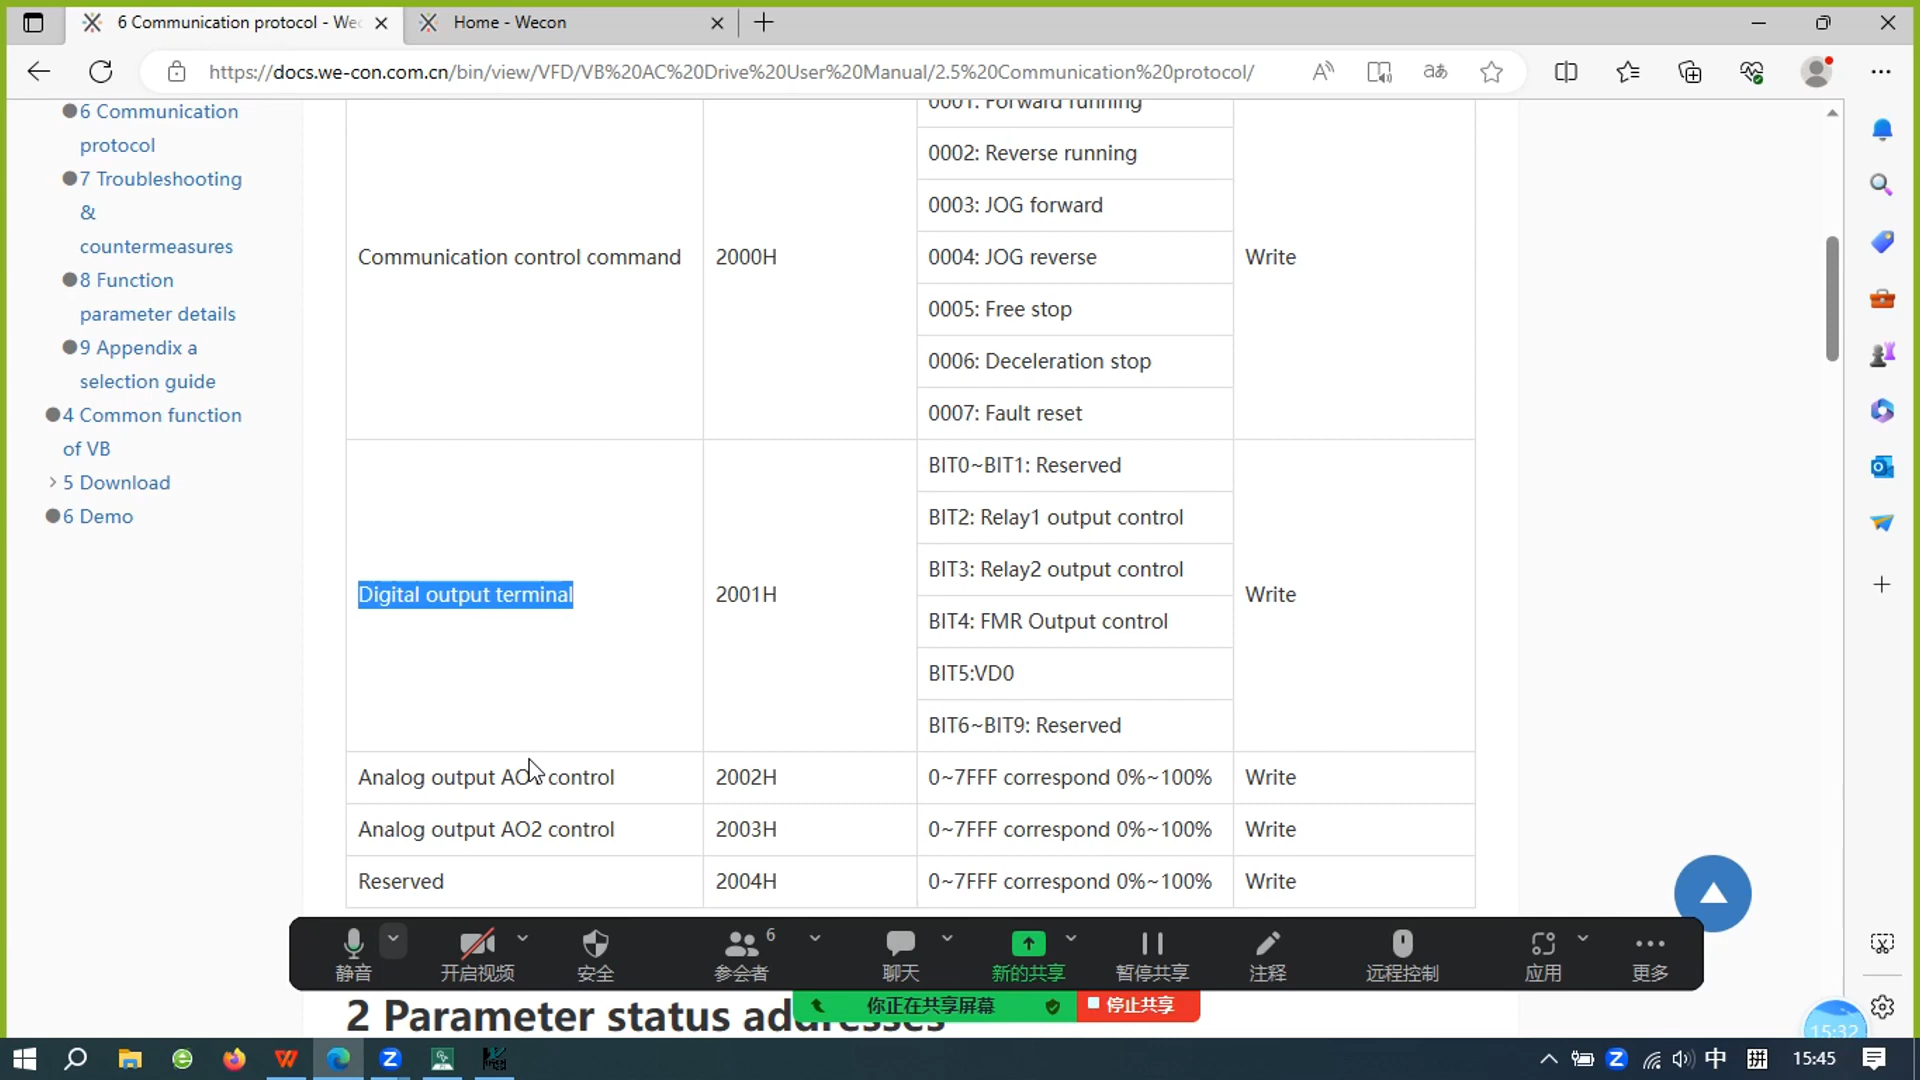 6 Communication protocol - Wec
Home - Wecon
https://docs.we-con.com.cn/bin/view/VFD/VB%20AC%20Drive%20User%20Manual/2.5%20Communication%20protocol/
6 Communication
protocol
7 Troubleshooting
&
countermeasures
8 Function
parameter details
9 Appendix a
selection guide
4 Common function
of VB
5 Download
6 Demo
0001: Forward running
0002: Reverse running
0003: JOG forward
Communication control command
2000H
0004: JOG reverse
Write
0005: Free stop
0006: Deceleration stop
0007: Fault reset
BIT0~BIT1: Reserved
BIT2: Relay1 output control
BIT3: Relay2 output control
Digital output terminal
2001H
Write
BIT4: FMR Output control
BIT5:VD0
BIT6~BIT9: Reserved
Analog output AO control
2002H
0~7FFF correspond 0%~100%
Write
Analog output AO2 control
2003H
0~7FFF correspond 0%~100%
Write
Reserved
2004H
0~7FFF correspond 0%~100%
Write
静音
开启视频
安全
6
参会者
聊天
新的共享
暂停共享
注释
远程控制
应用
更多
你正在共享屏幕
停止共享
2 Parameter status addresses
15:32
中
拼
15:45